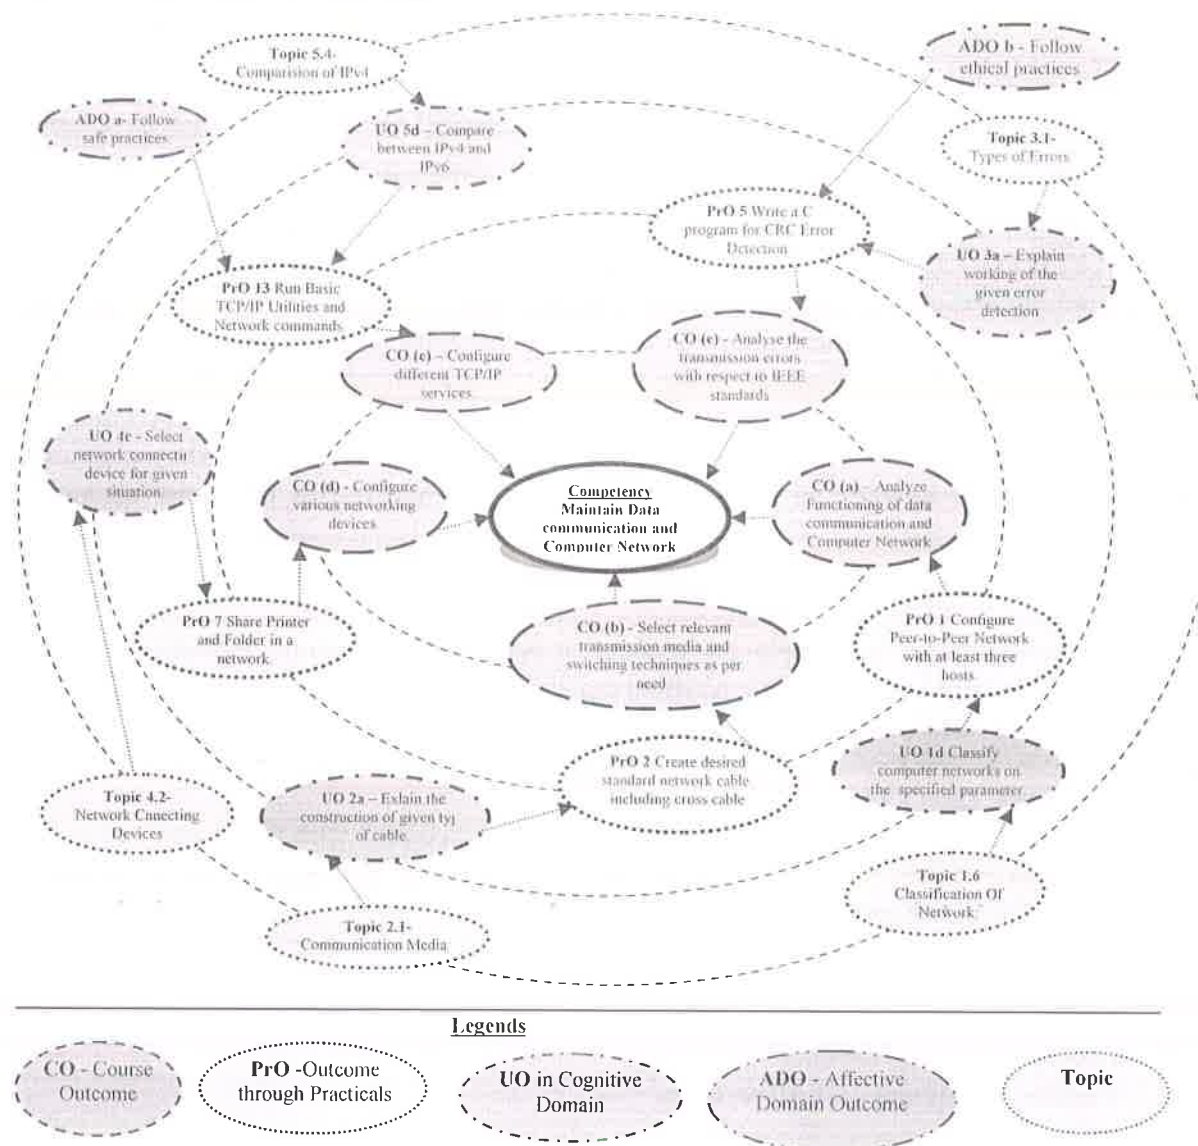 Topic 5.4-
Comparision of IPv4
ADO b - Follow
ethical practices
ADO a- Follow
safe practices
UO 5d – Compare
between IPv4 and
IPv6
Topic 3.1-
Types of Errors
PrO 5 Write a C
program for CRC Error
Detection
UO 3a – Explain
working of the
given error
detection
PrO 13 Run Basic
TCP/IP Utilities and
Network commands
CO (e) – Configure
different TCP/IP
services
CO (c) - Analyse the
transmission errors
with respect to IEEE
standards
UO 4c - Select
network connectin
device for given
situation
CO (d) - Configure
various networking
devices
Competency
Maintain Data
communication and
Computer Network
CO (a) – Analyze
Functioning of data
communication and
Computer Network
PrO 7 Share Printer
and Folder in a
network
CO (b) - Select relevant
transmission media and
switching techniques as per
need
PrO 1 Configure
Peer-to-Peer Network
with at least three
hosts
PrO 2 Create desired
standard network cable
including cross cable
UO 1d Classify
computer networks on
the specified parameter
Topic 4.2-
Network Cnnecting
Devices
UO 2a – Exlain the
construction of given typ
of cable.
Topic 1.6
Classification Of
Network
Topic 2.1-
Communication Media
Legends
CO - Course
Outcome
PrO -Outcome
through Practicals
UO in Cognitive
Domain
ADO - Affective
Domain Outcome
Topic